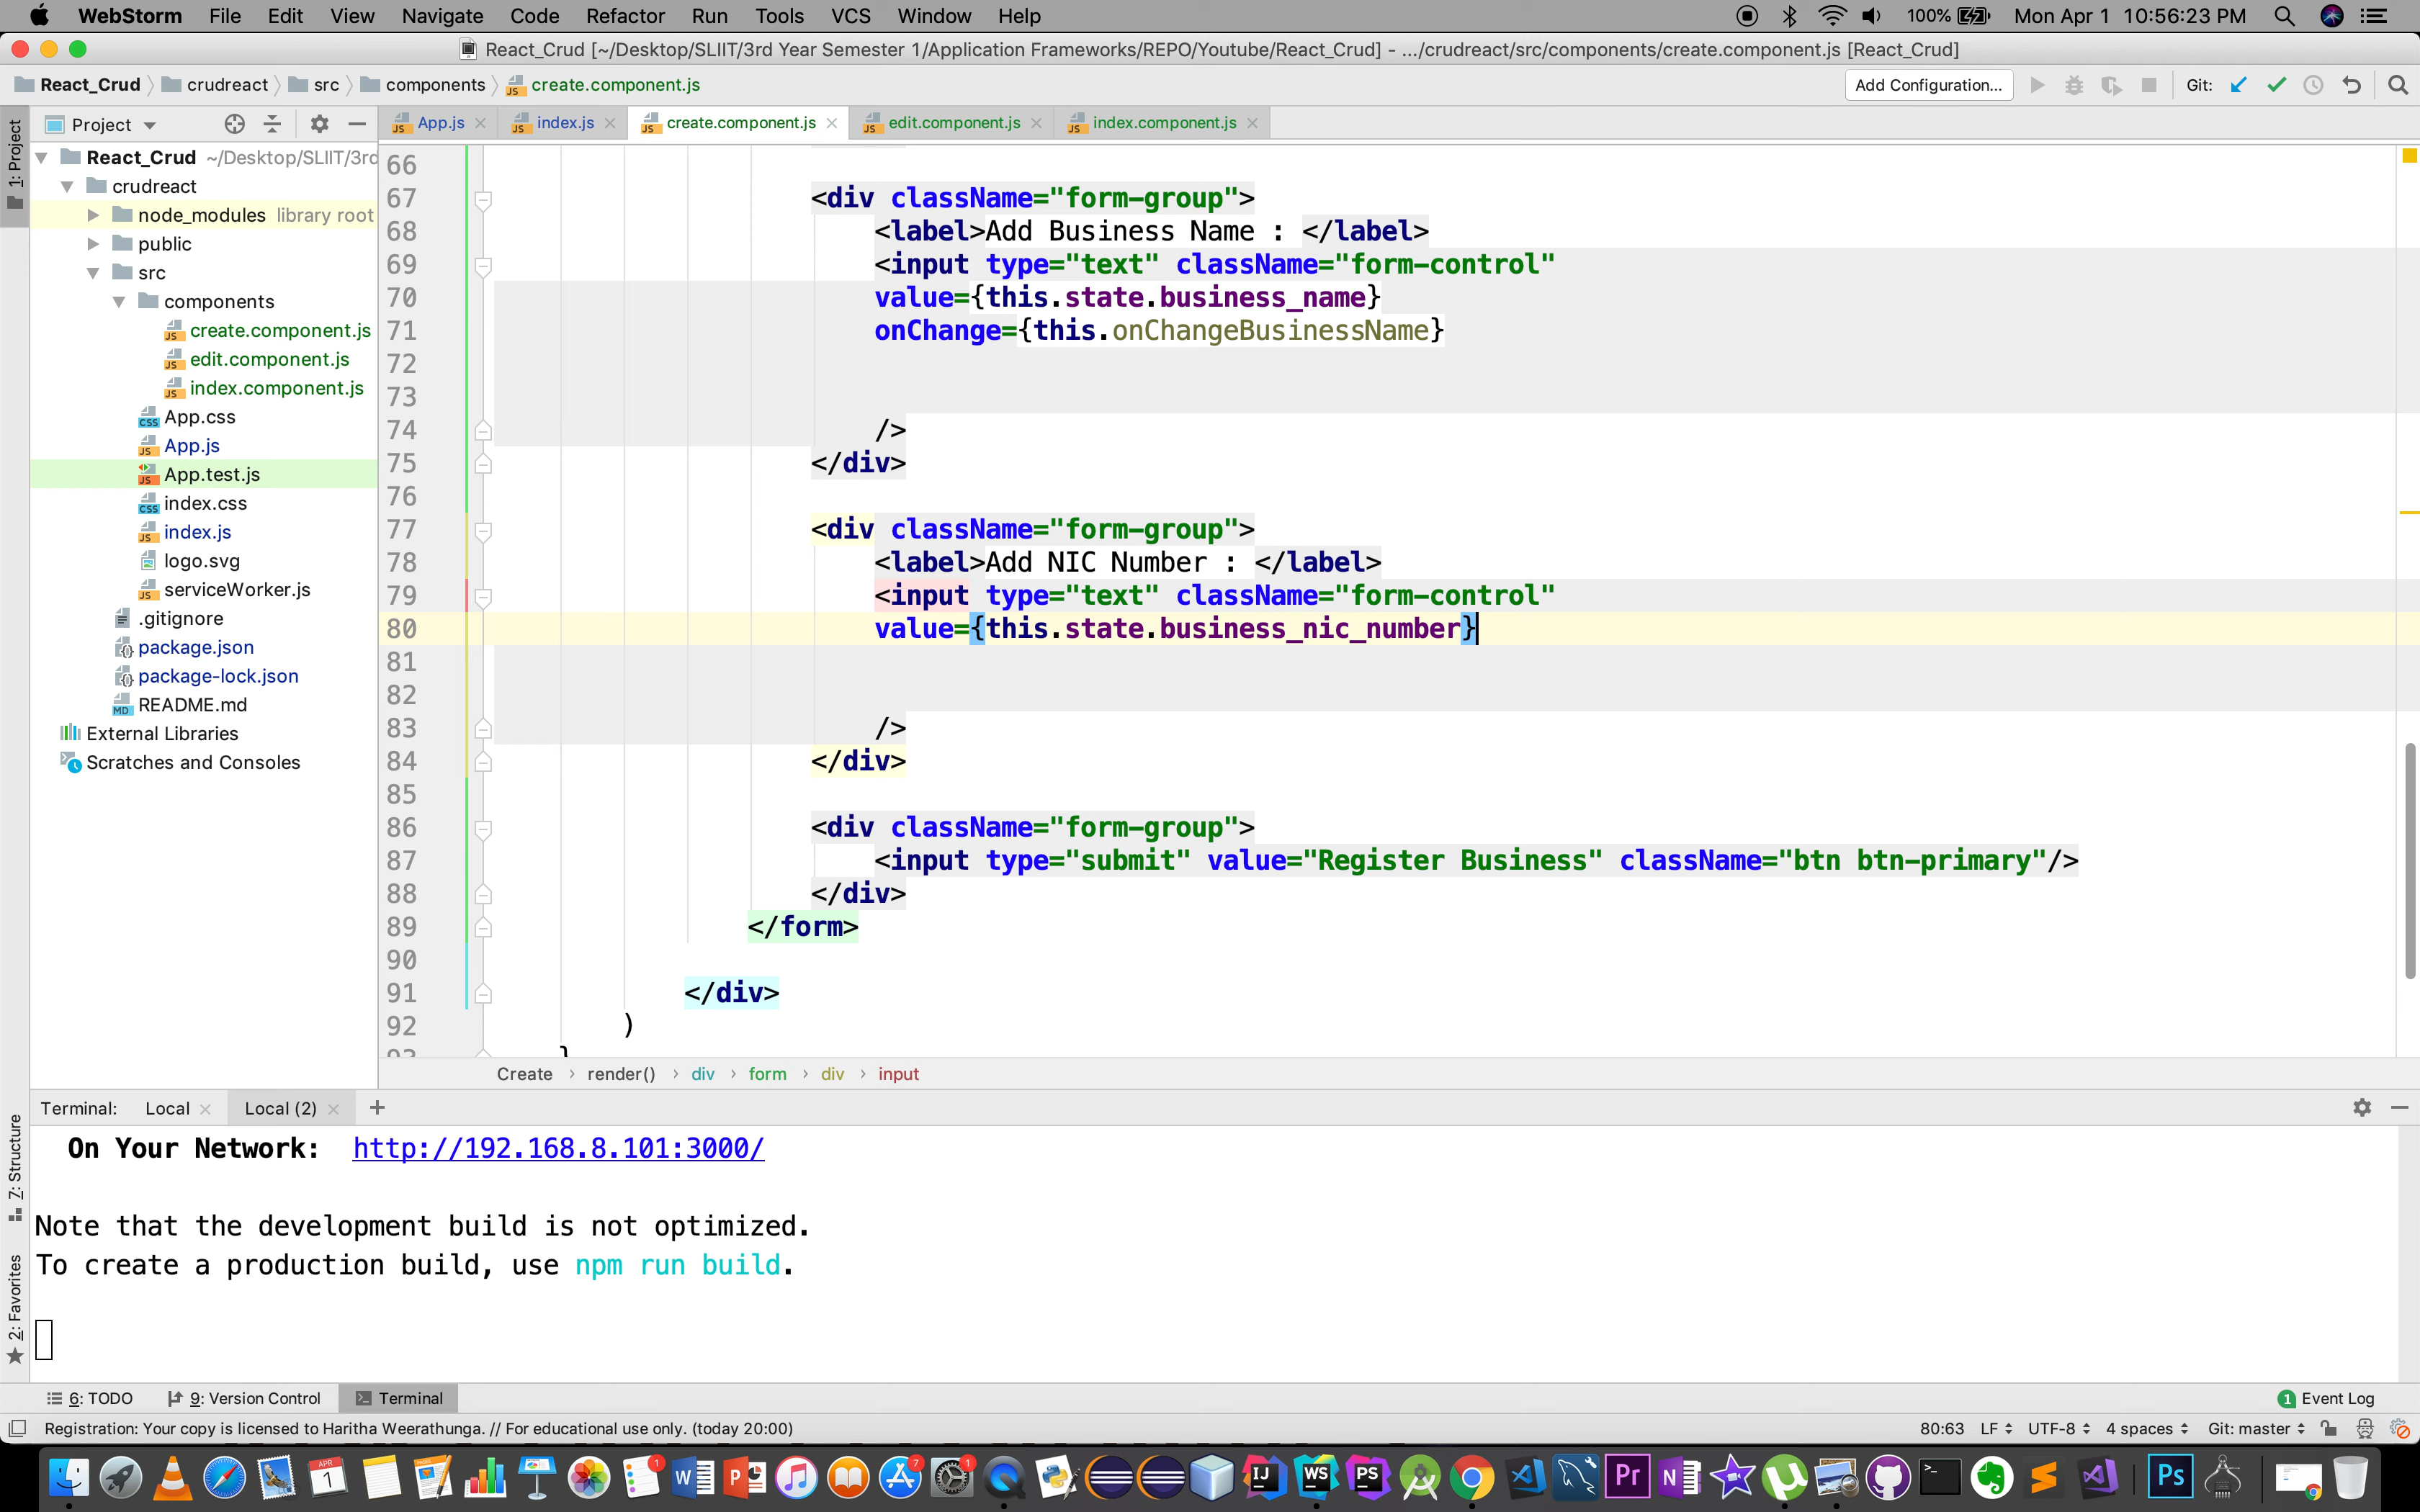 WebStorm File Edit View Navigate Code Refactor Run Tools VCS Window Help 100% Mon Apr 1 10:56:23 PM
React_Crud [~/Desktop/SLIIT/3rd Year Semester 1/Application Frameworks/REPO/Youtube/React_Crud] - .../crudreact/src/components/create.component.js [React_Crud]
React_Crud crudreact src components create.component.js Add Configuration... Git:
Project App.js index.js create.component.js edit.component.js index.component.js
1: Project
React_Crud ~/Desktop/SLIIT/3rd
crudreact
node_modules library root
public
src
components
create.component.js
edit.component.js
index.component.js
App.css
App.js
App.test.js
index.css
index.js
logo.svg
serviceWorker.js
.gitignore
package.json
package-lock.json
README.md
External Libraries
Scratches and Consoles
66
67 <div className="form-group">
68 <label>Add Business Name : </label>
69 <input type="text" className="form-control"
70 value={this.state.business_name}
71 onChange={this.onChangeBusinessName}
72
73
74 />
75 </div>
76
77 <div className="form-group">
78 <label>Add NIC Number : </label>
79 <input type="text" className="form-control"
80 value={this.state.business_nic_number}
81
82
83 />
84 </div>
85
86 <div className="form-group">
87 <input type="submit" value="Register Business" className="btn btn-primary"/>
88 </div>
89 </form>
90
91 </div>
92 )
93 }
Create › render() › div › form › div › input
Terminal: Local Local (2) +
7: Structure
2: Favorites
On Your Network: http://192.168.8.101:3000/
Note that the development build is not optimized.
To create a production build, use npm run build.
6: TODO 9: Version Control Terminal 1 Event Log
Registration: Your copy is licensed to Haritha Weerathunga. // For educational use only. (today 20:00) 80:63 LF UTF-8 4 spaces Git: master